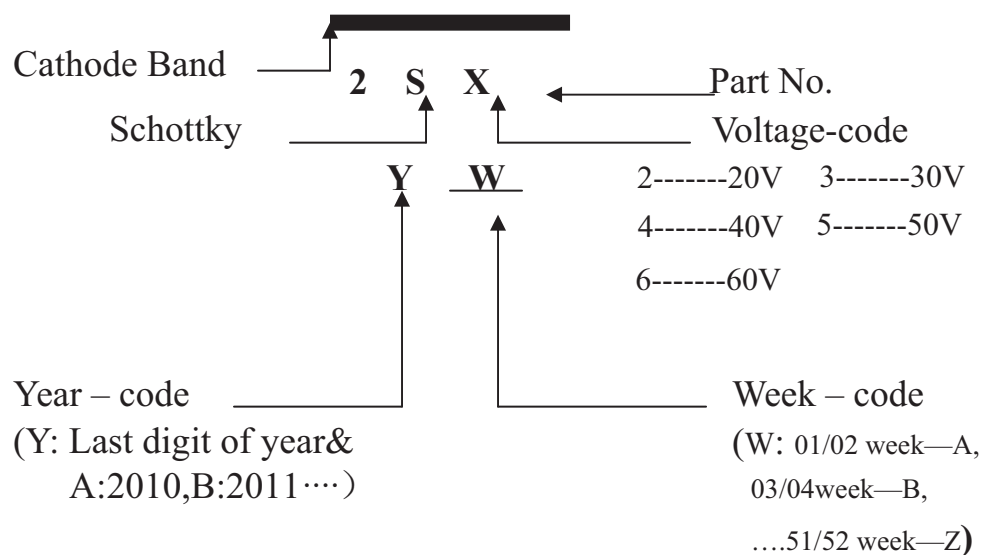 Cathode Band
2 S X
Part No.
Schottky
Voltage-code
Y W
2-------20V 3-------30V
4-------40V 5-------50V
6-------60V
Year – code
(Y: Last digit of year&
A:2010,B:2011····）
Week – code
(W: 01/02 week—A,
03/04week—B,
….51/52 week—Z)